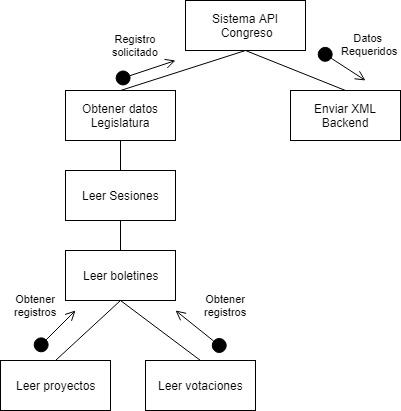 Sistema API
Congreso
Registro
solicitado
Datos
Requeridos
Obtener datos
Legislatura
Enviar XML
Backend
Leer Sesiones
Leer boletines
Obtener
registros
Obtener
registros
Leer proyectos
Leer votaciones